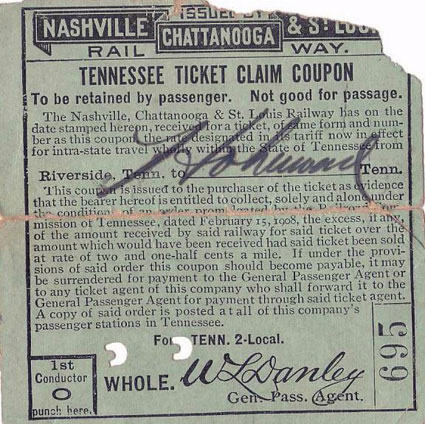 ISSUED BY
NASHVILLE CHATTANOOGA & ST. LOUI
RAIL WAY.
TENNESSEE TICKET CLAIM COUPON
To be retained by passenger. Not good for passage.
The Nashville, Chattanooga & St. Louis Railway has on the
date stamped hereon, received for a ticket, of same form and num-
ber as this coupon, the rate designated in its tariff now in effect
for intra-state travel wholly within the State of Tennessee from
Riverside, Tenn. to Tenn.
This coupon is issued to the purchaser of the ticket as evidence
that the bearer hereof is entitled to collect, solely and alone under
the conditions of an order promulgated by the Railroad Com-
mission of Tennessee, dated February 15, 1908, the excess, if any,
of the amount received by said railway for said ticket over the
amount which would have been received had said ticket been sold
at rate of two and one-half cents a mile. If under the provi-
sions of said order this coupon should become payable, it may
be surrendered for payment to the General Passenger Agent or
to any ticket agent of this company who shall forward it to the
General Passenger Agent for payment through said ticket agent.
A copy of said order is posted at all of this company's
passenger stations in Tennessee.
For TENN. 2-Local.
1st
Conductor
O
punch here.
WHOLE. W L Danley
Gen. Pass. Agent.
695